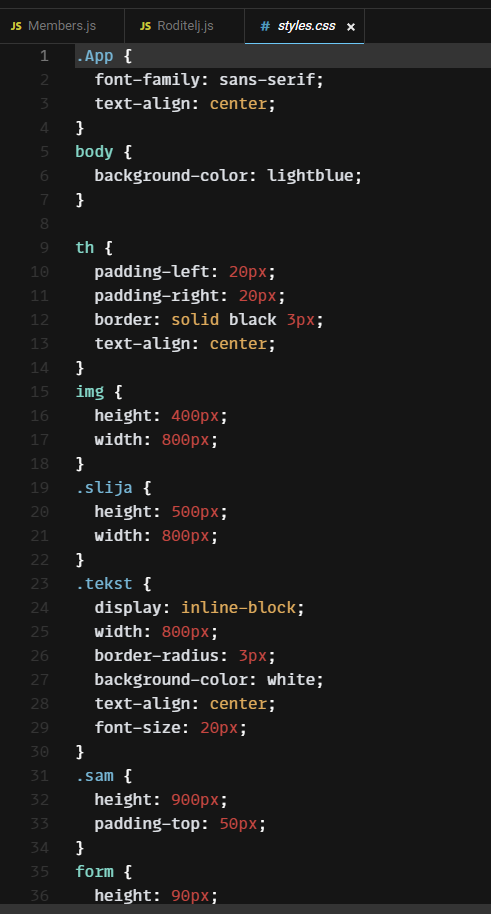 JS Members.js JS Roditelj.js # styles.css ×
1 .App {
2 font-family: sans-serif;
3 text-align: center;
4 }
5 body {
6 background-color: lightblue;
7 }
8
9 th {
10 padding-left: 20px;
11 padding-right: 20px;
12 border: solid black 3px;
13 text-align: center;
14 }
15 img {
16 height: 400px;
17 width: 800px;
18 }
19 .slija {
20 height: 500px;
21 width: 800px;
22 }
23 .tekst {
24 display: inline-block;
25 width: 800px;
26 border-radius: 3px;
27 background-color: white;
28 text-align: center;
29 font-size: 20px;
30 }
31 .sam {
32 height: 900px;
33 padding-top: 50px;
34 }
35 form {
36 height: 90px;